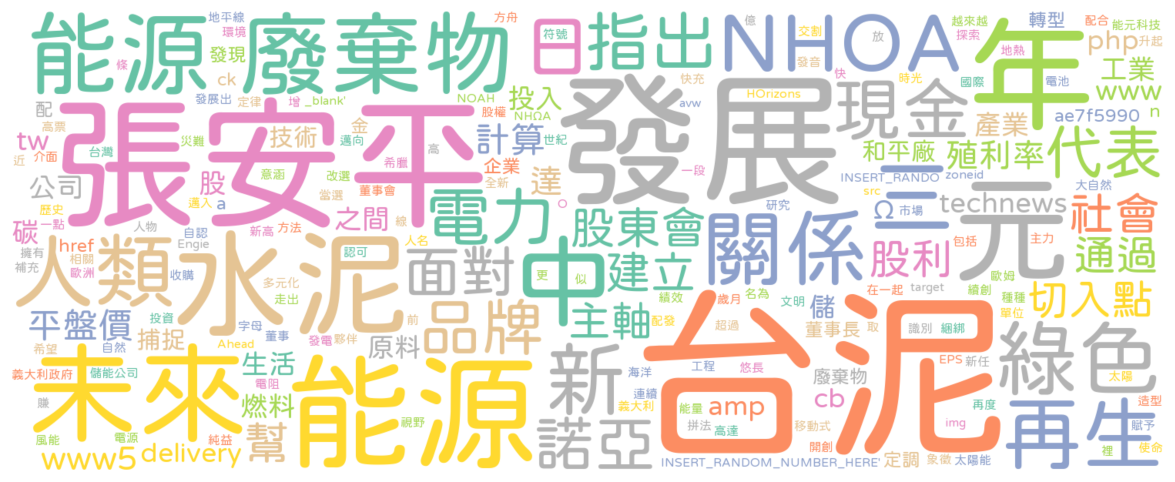 地平線 方舟 越來越 配合 能元科技
能源 廢棄物 日 指出 NHOA 年
環境 符號 億 交割 放 轉型 探索 php 升起
條 發現 發音 地熱 工業
ck 快充 快 時光 國際 電池 www
發展出 定律 增 _blank' NOAH 投入 avw HOrizons
配 高票 股權 NHΩA 發展 現金 產業 ae7f5990 n
tw 災難 張安平 技術 金 邁向 計算 世紀 代表
近 介面 台灣 希臘 高 企業 一段 和平廠 殖利率
公司 意涵 改選 全新 INSERT_RANDO zoneid
股 當選 董事會 達 三 src 大自然
歷史 邁入 a 電力 研究 Ω 市場 元 technews 社會
碳 一點 人物 自認 新高 方法 之間 線 股東會 關係
href Engie 認可 人名 中 股利 包括 主力 通過
擁有 相關 人類 水泥 面對 更 似 建立 歐姆
補充 歐洲 收購 多元化 績效 名為 文明 儲 在一起 target 續創 種種 切入點
平盤價 投資 字母 走出 前 品牌 主軸 配發 歲月 董事長 取 識別 綑綁 單位
希望 自然 捕捉 董事 發電 夥伴 超過 台泥
Ahead 原料 新 工程 悠長 EPS 新任 綠色
義大利政府 儲能公司 生活 海洋 廢棄物 太陽
未來 電阻 能源 連續 cb 再度 造型
賺 燃料 視野 義大利 能量 amp 再生 賦予
風能 電源 純益 幫 諾亞 拼法 高達 移動式 img
www5 delivery 開創 定調 象徵 太陽能 裡 使命
INSERT_RANDOM_NUMBER_HERE'